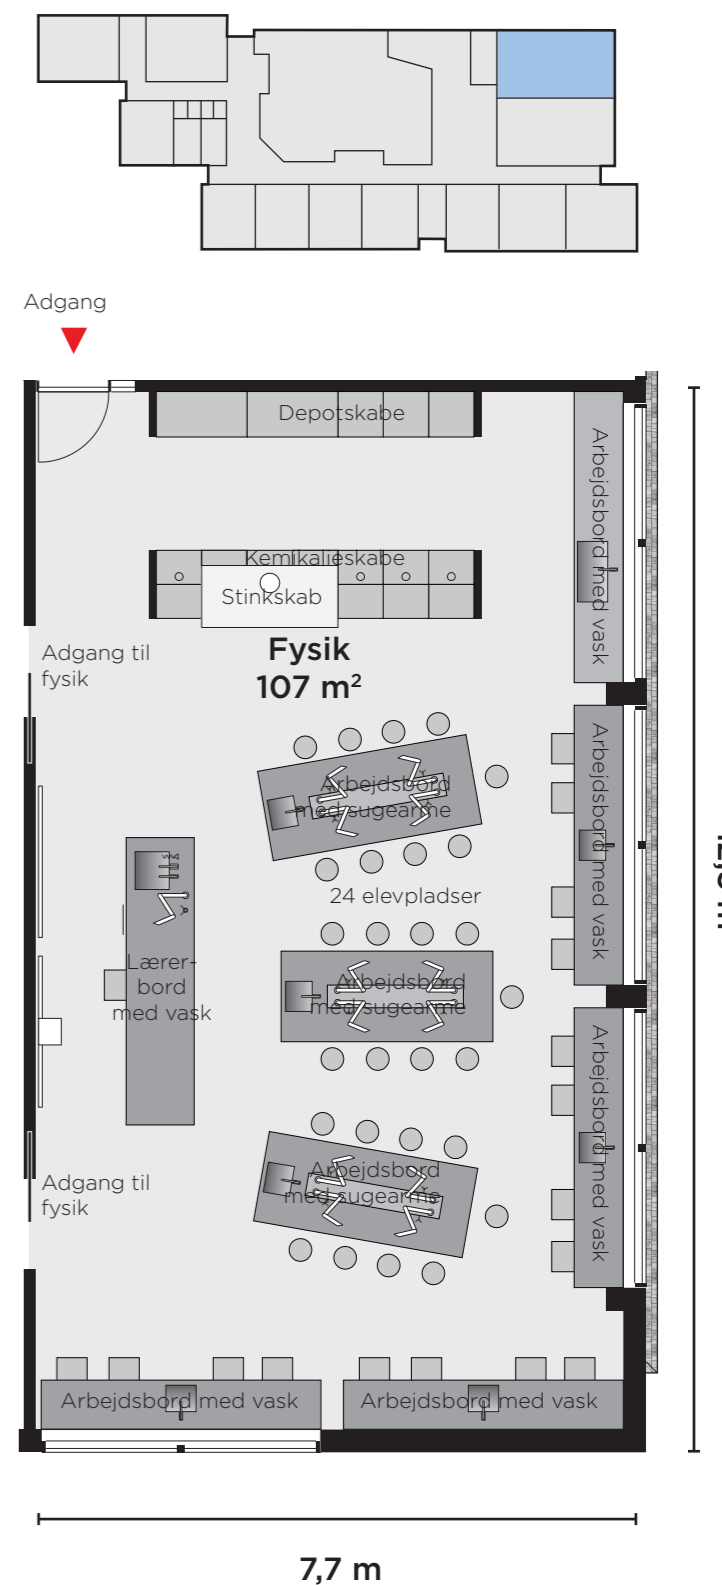 Adgang
Depotskabe
Kemikalieskabe
Stinkskab
Fysik
107 m²
Adgang til
fysik
Arbejdsbord med vask
Arbejdsbord
med sugearme
24 elevpladser
Arbejdsbord med vask
Lærer-
bord
med vask
Arbejdsbord
med sugearme
Arbejdsbord
med sugearme
Arbejdsbord med vask
Adgang til
fysik
Arbejdsbord med vask
Arbejdsbord med vask
7,7 m